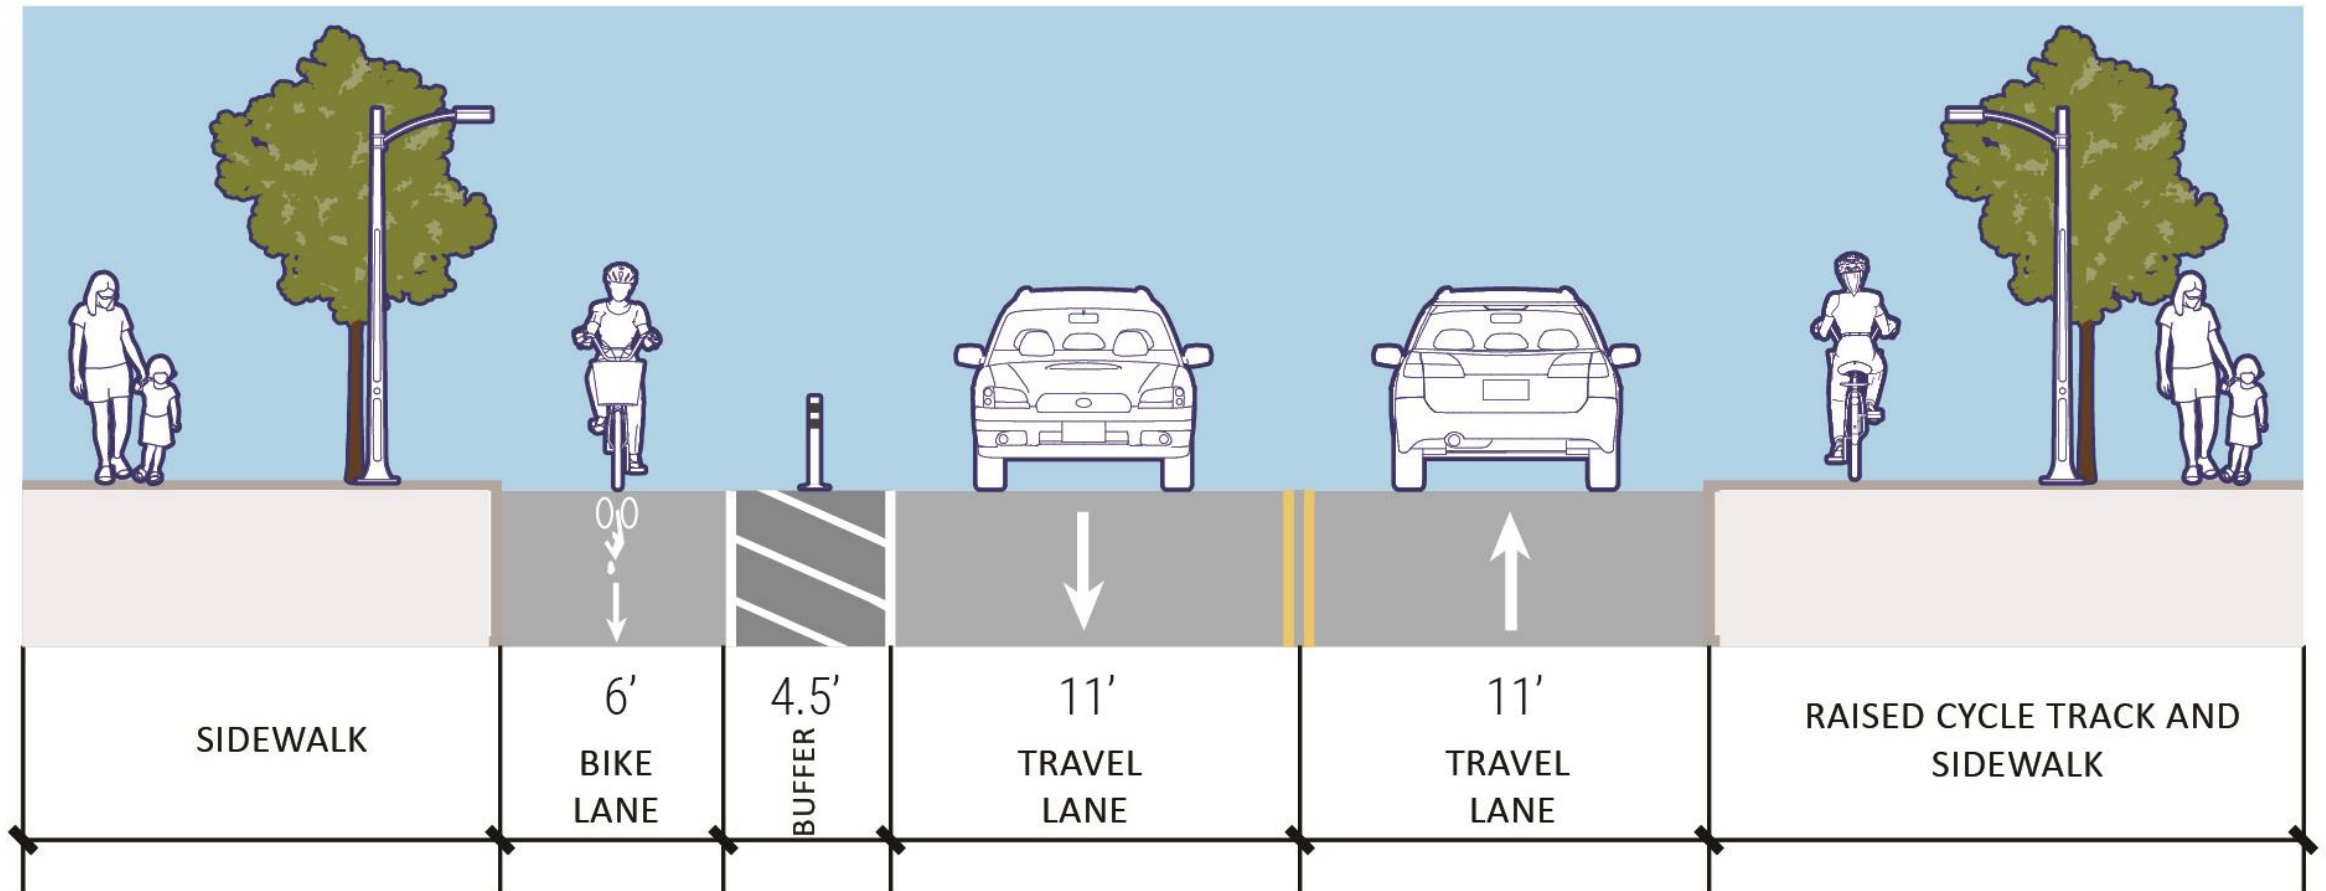 SIDEWALK
6’
BIKE
LANE
4.5’
BUFFER
11’
TRAVEL
LANE
11’
TRAVEL
LANE
RAISED CYCLE TRACK AND
SIDEWALK